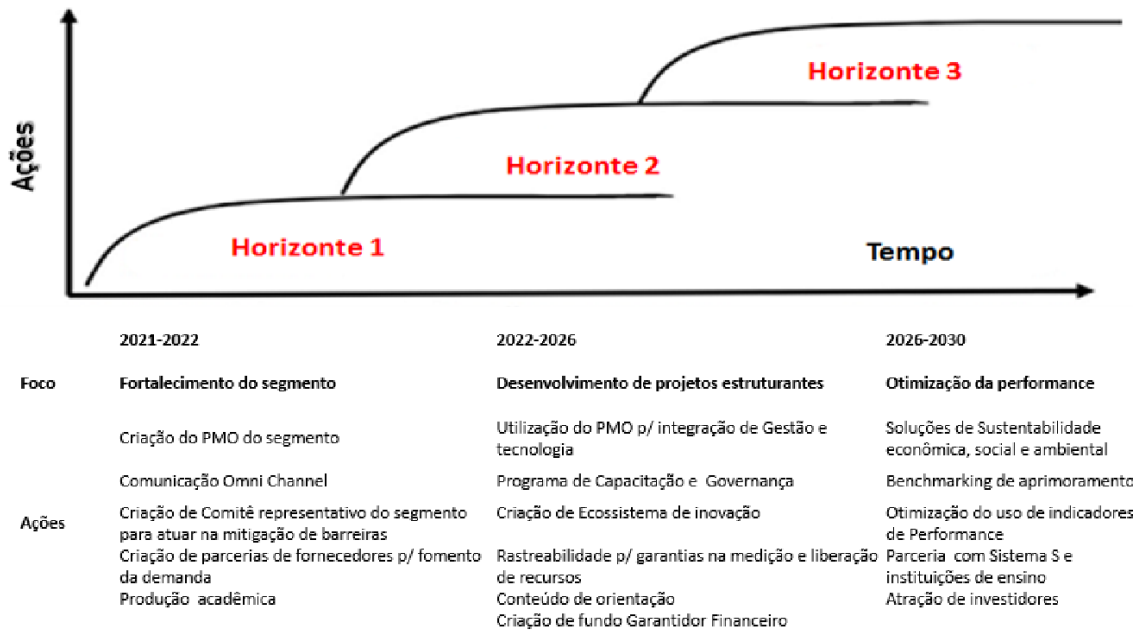 Ações
Horizonte 3
Horizonte 2
Horizonte 1
Tempo
2021-2022 2022-2026 2026-2030
Foco Fortalecimento do segmento Desenvolvimento de projetos estruturantes Otimização da performance
Ações
Criação do PMO do segmento
Comunicação Omni Channel
Criação de Comitê representativo do segmento
para atuar na mitigação de barreiras
Criação de parcerias de fornecedores p/ fomento
da demanda
Produção acadêmica
Utilização do PMO p/ integração de Gestão e
tecnologia
Programa de Capacitação e Governança
Criação de Ecossistema de inovação
Rastreabilidade p/ garantias na medição e liberação
de recursos
Conteúdo de orientação
Criação de fundo Garantidor Financeiro
Soluções de Sustentabilidade
econômica, social e ambiental
Benchmarking de aprimoramento
Otimização do uso de indicadores
de Performance
Parceria com Sistema S e
instituições de ensino
Atração de investidores